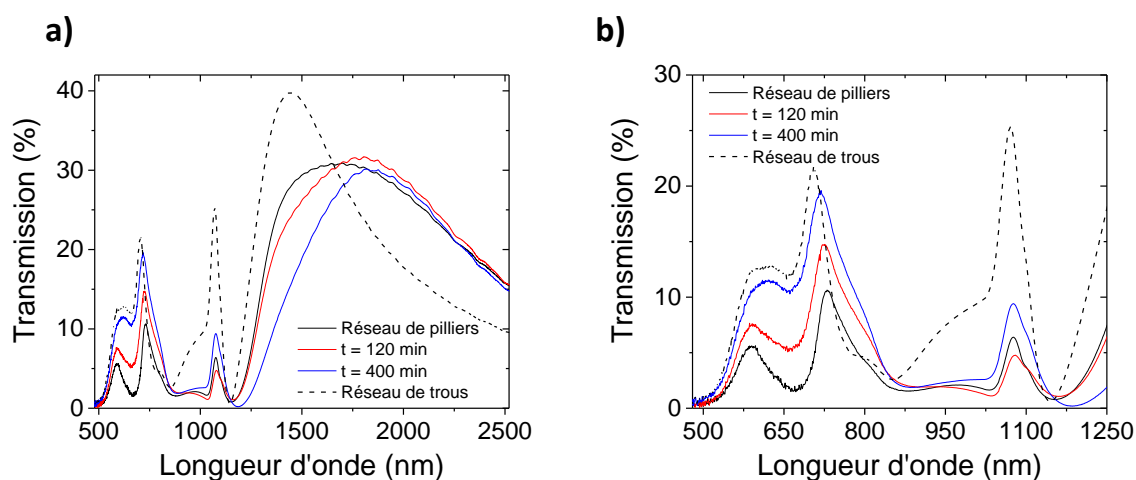 a)
Transmission (%)
40
30
20
10
0
Réseau de pilliers
t = 120 min
t = 400 min
Réseau de trous
500
1000
1500
2000
2500
Longueur d'onde (nm)
b)
Transmission (%)
30
20
10
0
Réseau de pilliers
t = 120 min
t = 400 min
Réseau de trous
500
650
800
950
1100
1250
Longueur d'onde (nm)